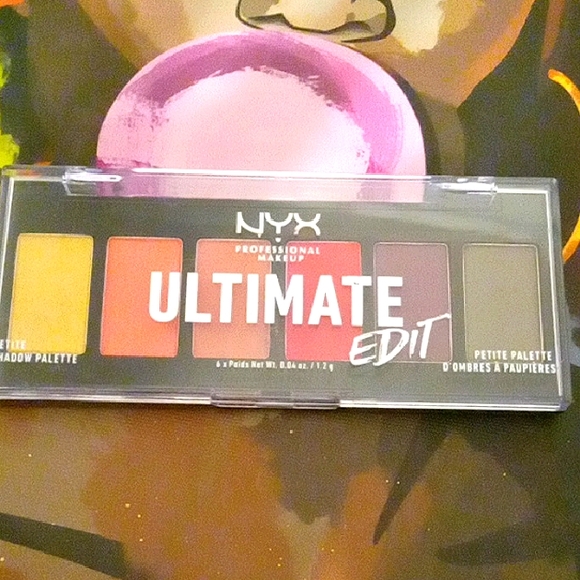 NYX
PROFESSIONAL
MAKEUP
ULTIMATE
EDIT
ETITE
HADOW PALETTE
6 x Poids Net Wt. 0.04 oz. / 1.2 g
PETITE PALETTE
D'OMBRES À PAUPIÈRES